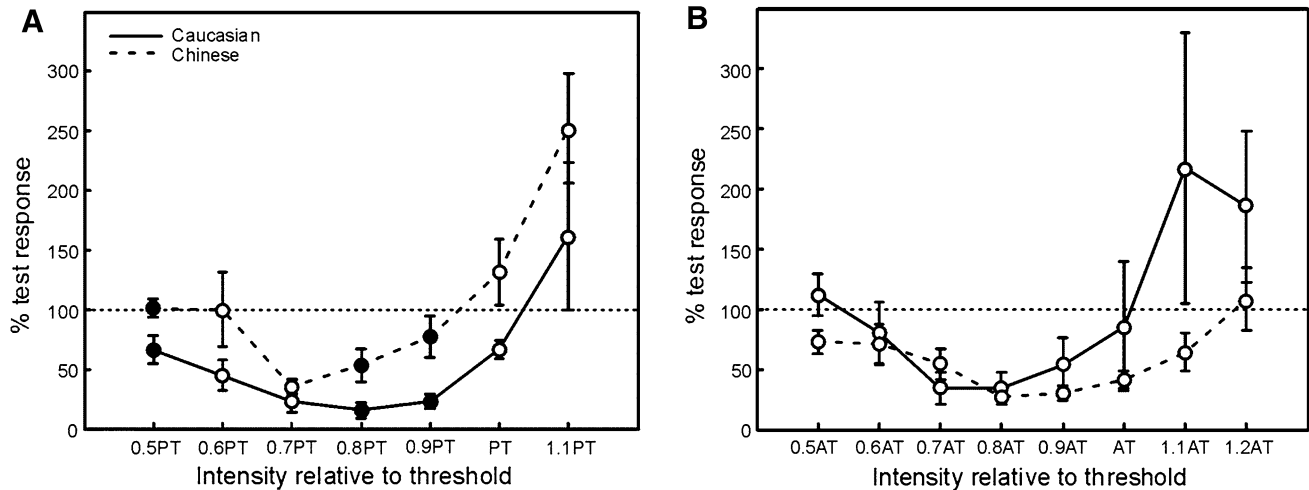 A
Caucasian
Chinese
% test response
300
250
200
150
100
50
0
0.5PT 0.6PT 0.7PT 0.8PT 0.9PT PT 1.1PT
Intensity relative to threshold
B
% test response
300
250
200
150
100
50
0
0.5AT 0.6AT 0.7AT 0.8AT 0.9AT AT 1.1AT 1.2AT
Intensity relative to threshold